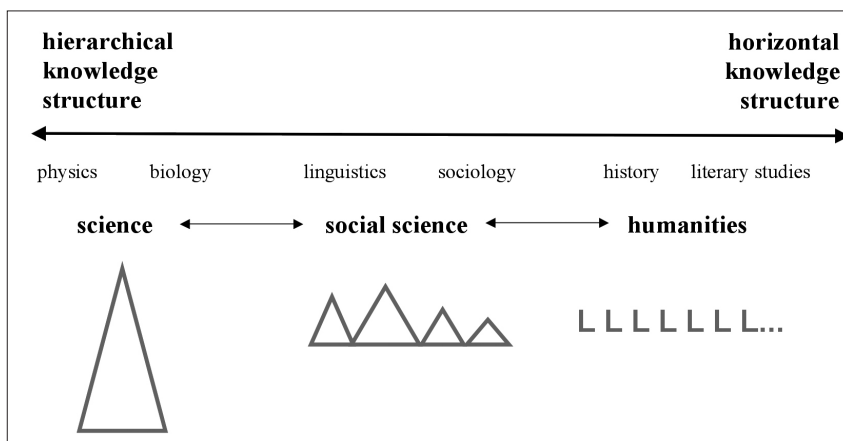 hierarchical
knowledge
structure
horizontal
knowledge
structure
physics biology linguistics sociology history literary studies
science social science humanities
L L L L L L L...